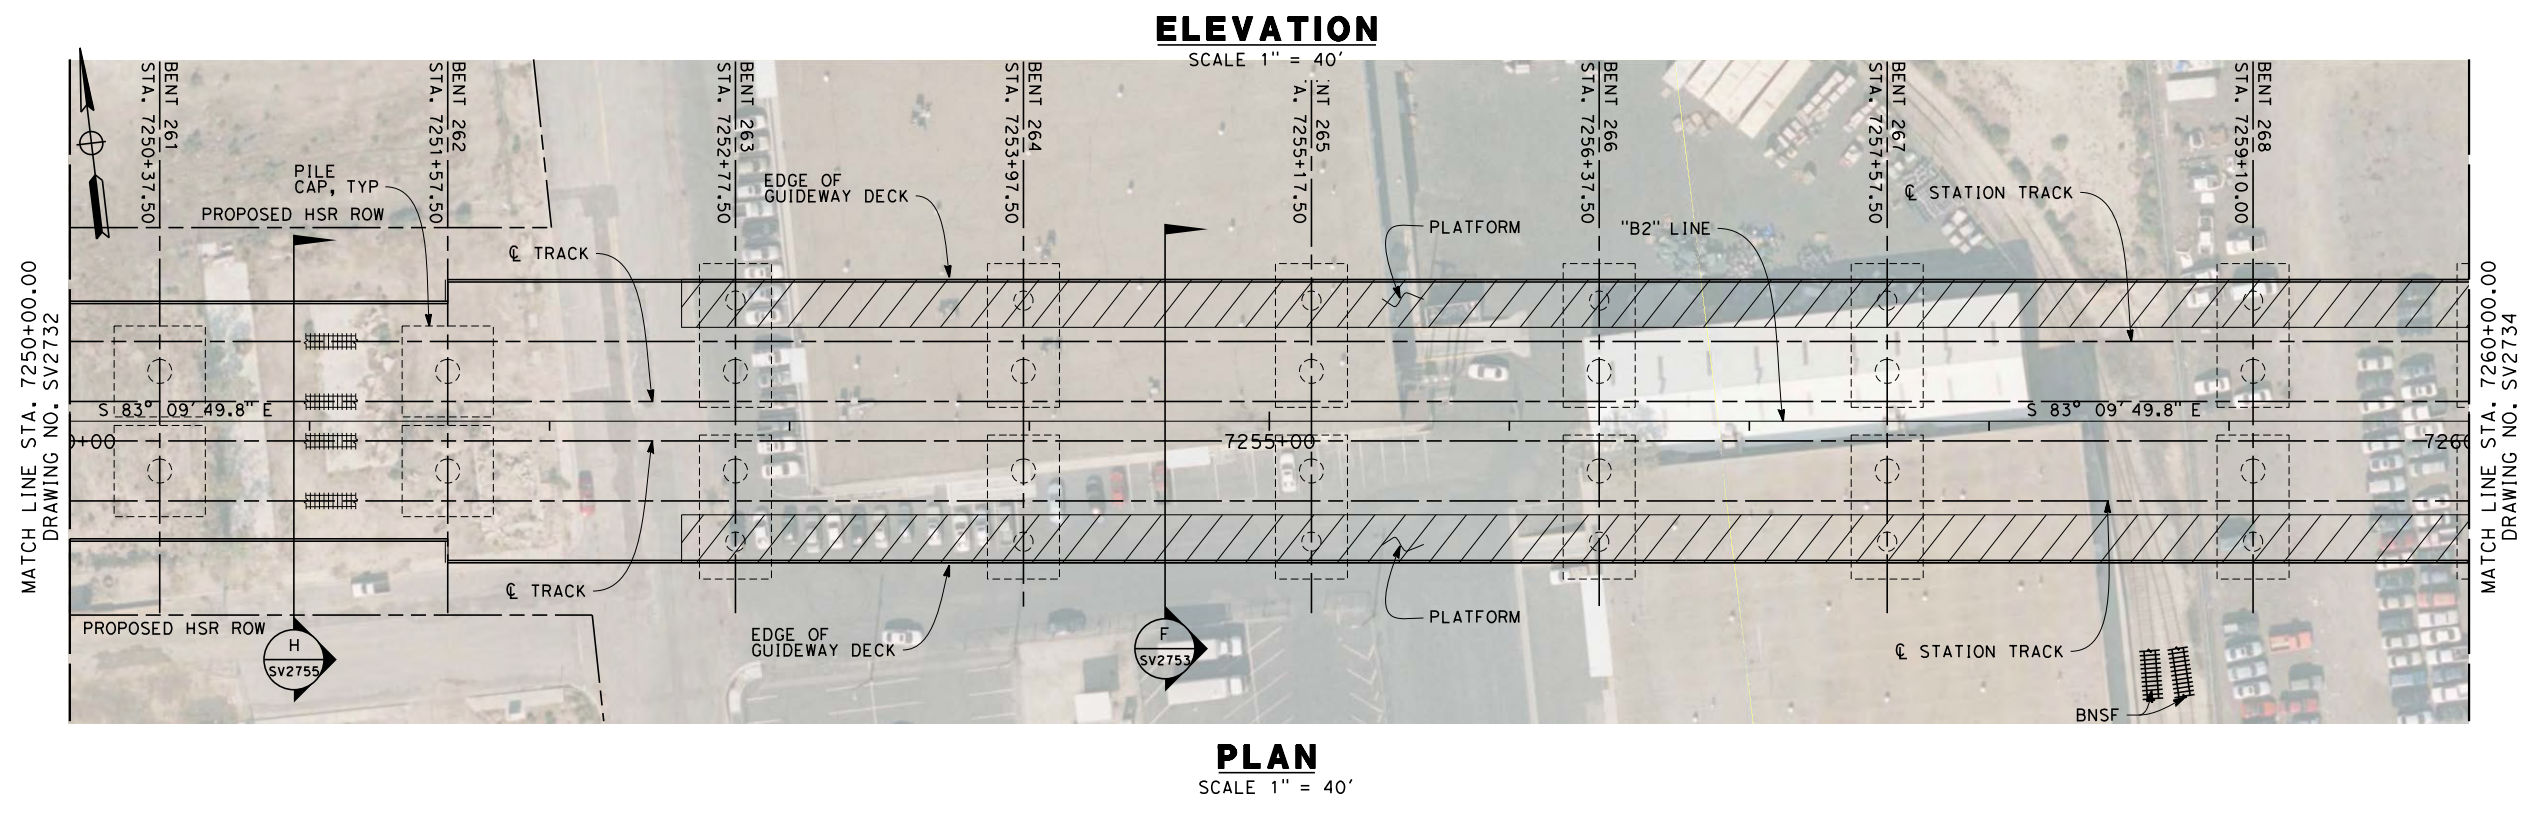 ELEVATION
SCALE 1" = 40'
BENT 261
STA. 7250+37.50
BENT 262
STA. 7251+57.50
BENT 263
STA. 7252+77.50
BENT 264
STA. 7253+97.50
NT 265
A. 7255+17.50
BENT 266
STA. 7256+37.50
BENT 267
STA. 7257+57.50
BENT 268
STA. 7259+10.00
PILE
CAP, TYP
PROPOSED HSR ROW
EDGE OF
GUIDEWAY DECK
℄ TRACK
PLATFORM
"B2" LINE
℄ STATION TRACK
MATCH LINE STA. 7250+00.00
DRAWING NO. SV2732
S 83° 09' 49.8" E
0+00
7255+00
S 83° 09' 49.8" E
7260
MATCH LINE STA. 7260+00.00
DRAWING NO. SV2734
℄ TRACK
PROPOSED HSR ROW
H
SV2755
EDGE OF
GUIDEWAY DECK
F
SV2753
PLATFORM
℄ STATION TRACK
BNSF
PLAN
SCALE 1" = 40'